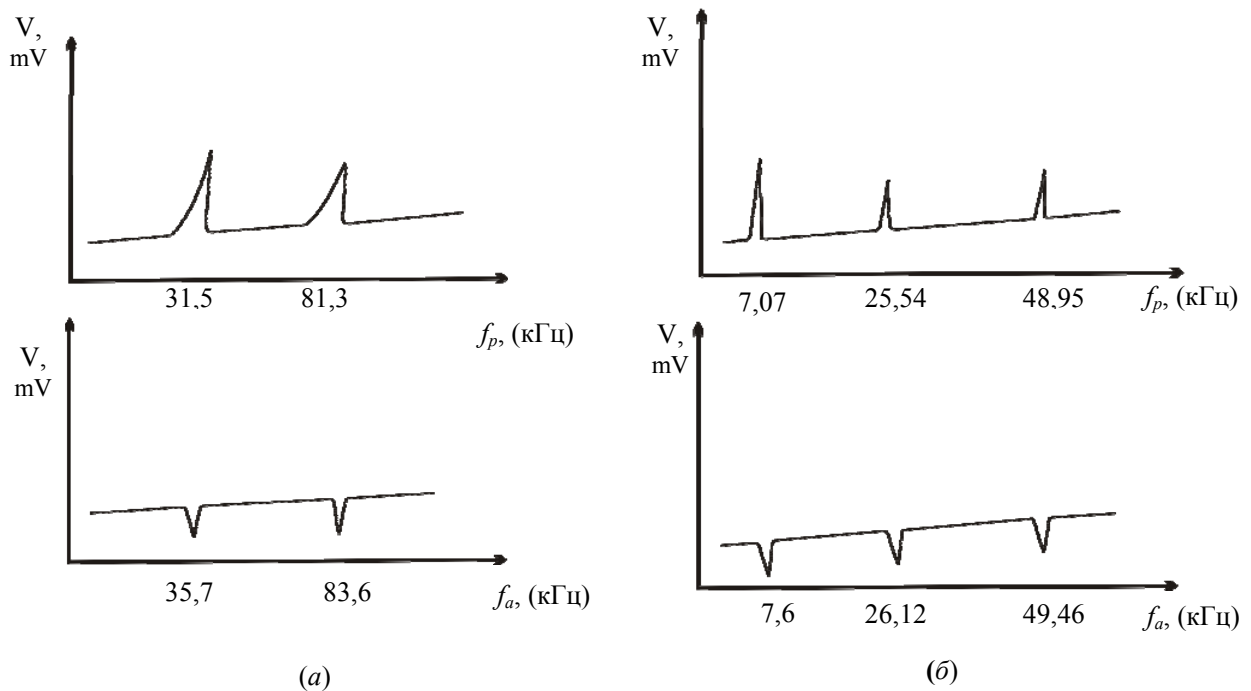 V,
mV
31,5 81,3
f_p, (кГц)
V,
mV
7,07 25,54 48,95 f_p, (кГц)
V,
mV
35,7 83,6 f_a, (кГц)
V,
mV
7,6 26,12 49,46 f_a, (кГц)
(а)
(б)